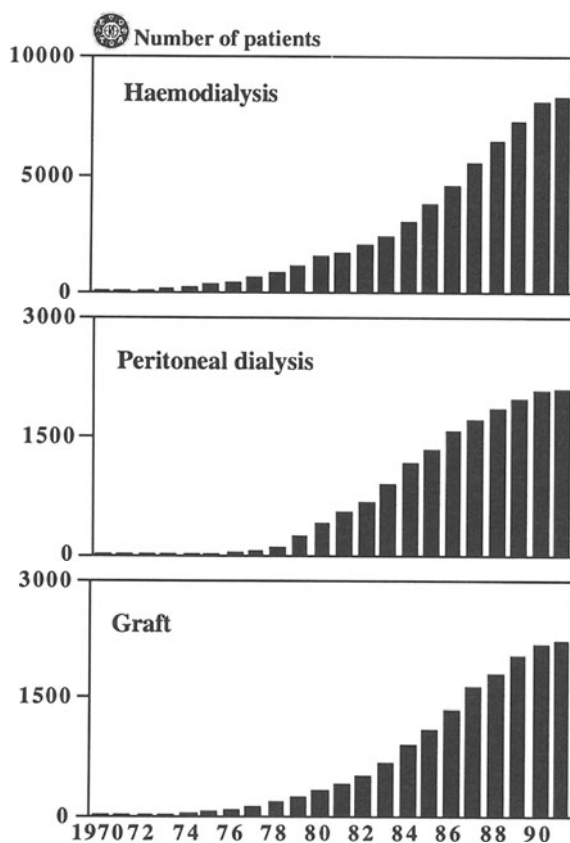 Number of patients
10000
Haemodialysis
5000
0
3000
Peritoneal dialysis
1500
0
3000
Graft
1500
0
1970 72 74 76 78 80 82 84 86 88 90